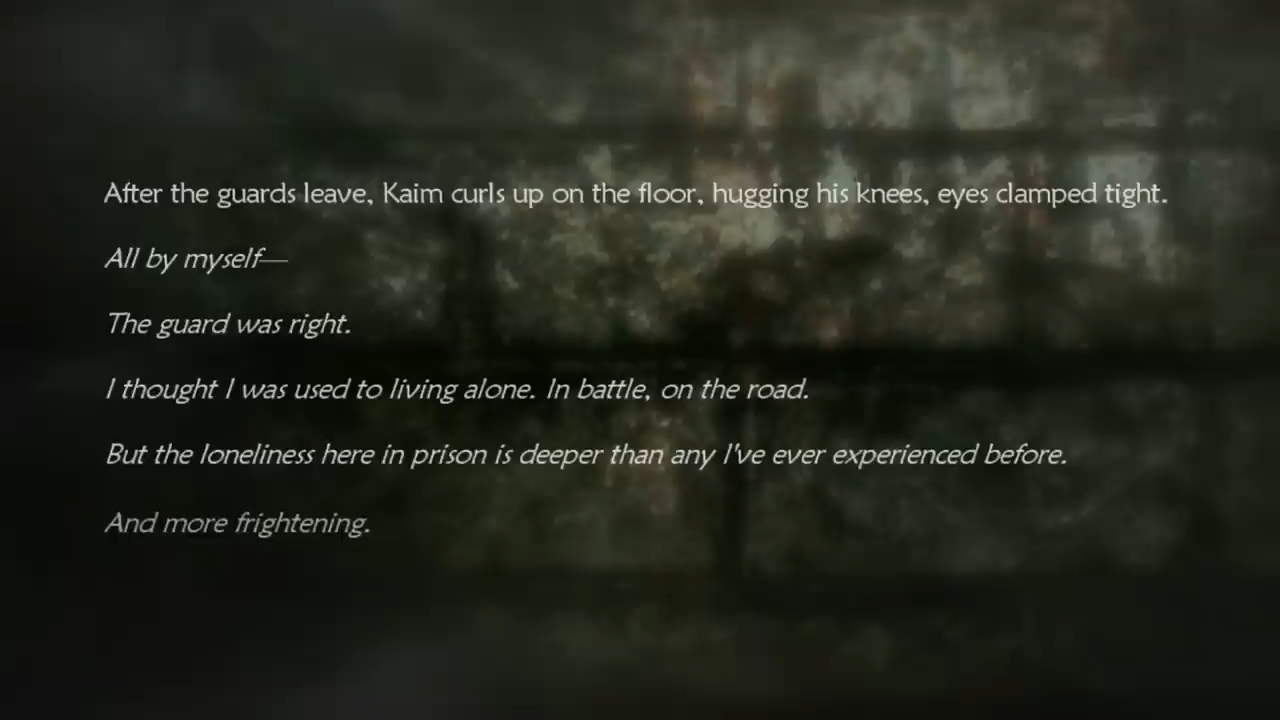 After the guards leave, Kaim curls up on the floor, hugging his knees, eyes clamped tight.
All by myself—
The guard was right.
I thought I was used to living alone. In battle, on the road.
But the loneliness here in prison is deeper than any I've ever experienced before.
And more frightening.